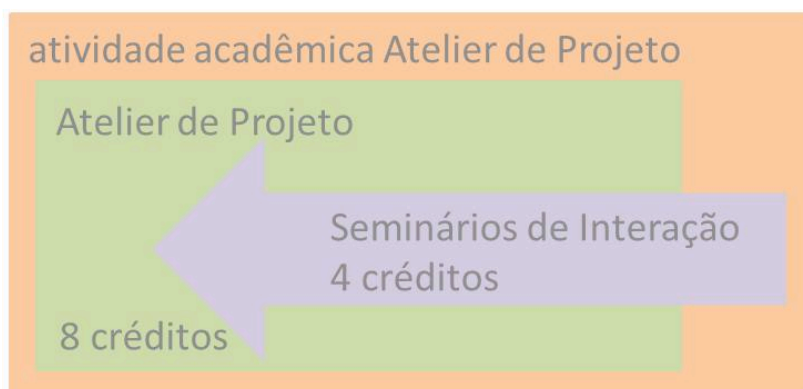 atividade acadêmica Atelier de Projeto
Atelier de Projeto
Seminários de Interação
4 créditos
8 créditos